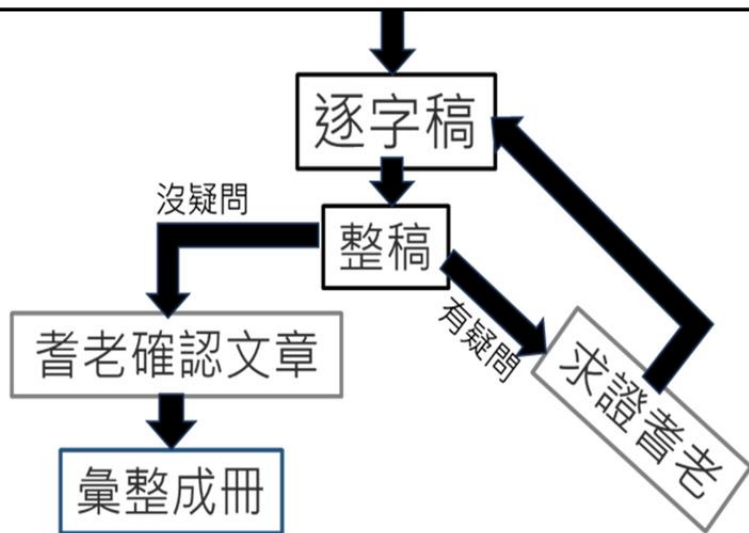 逐字稿
沒疑問
整稿
有疑問
耆老確認文章
求證耆老
彙整成冊